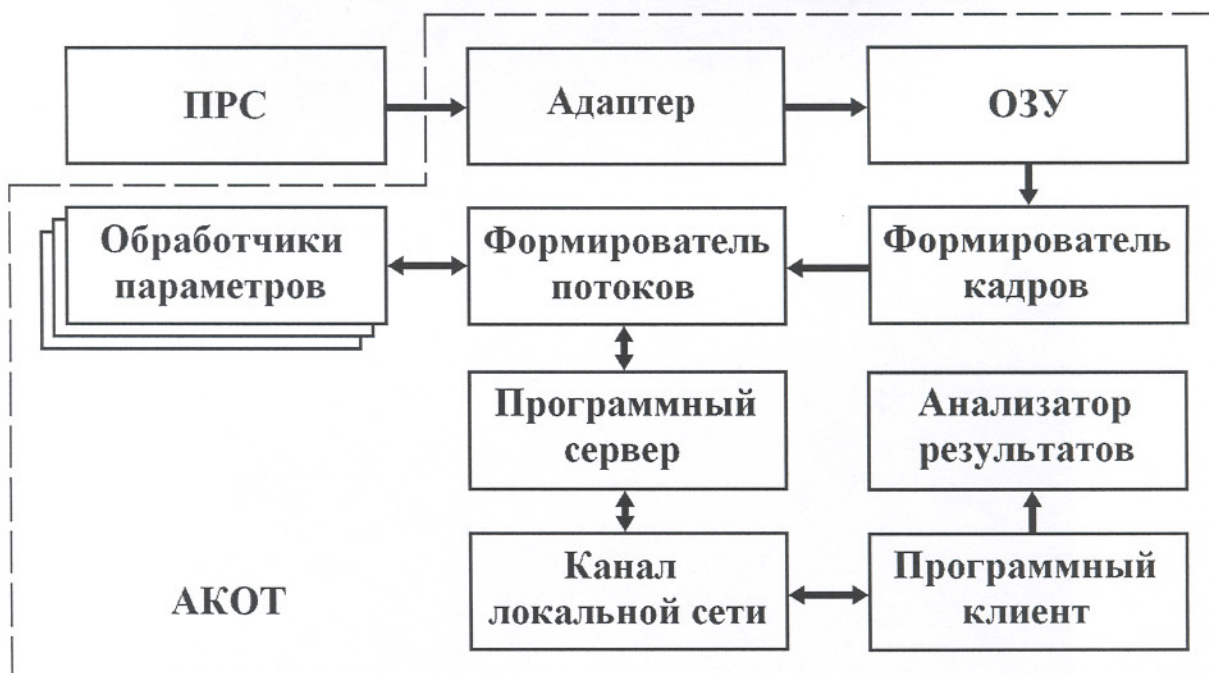 ПРС
Адаптер
ОЗУ
Обработчики
параметров
Формирователь
потоков
Формирователь
кадров
Программный
сервер
Анализатор
результатов
АКОТ
Канал
локальной сети
Программный
клиент